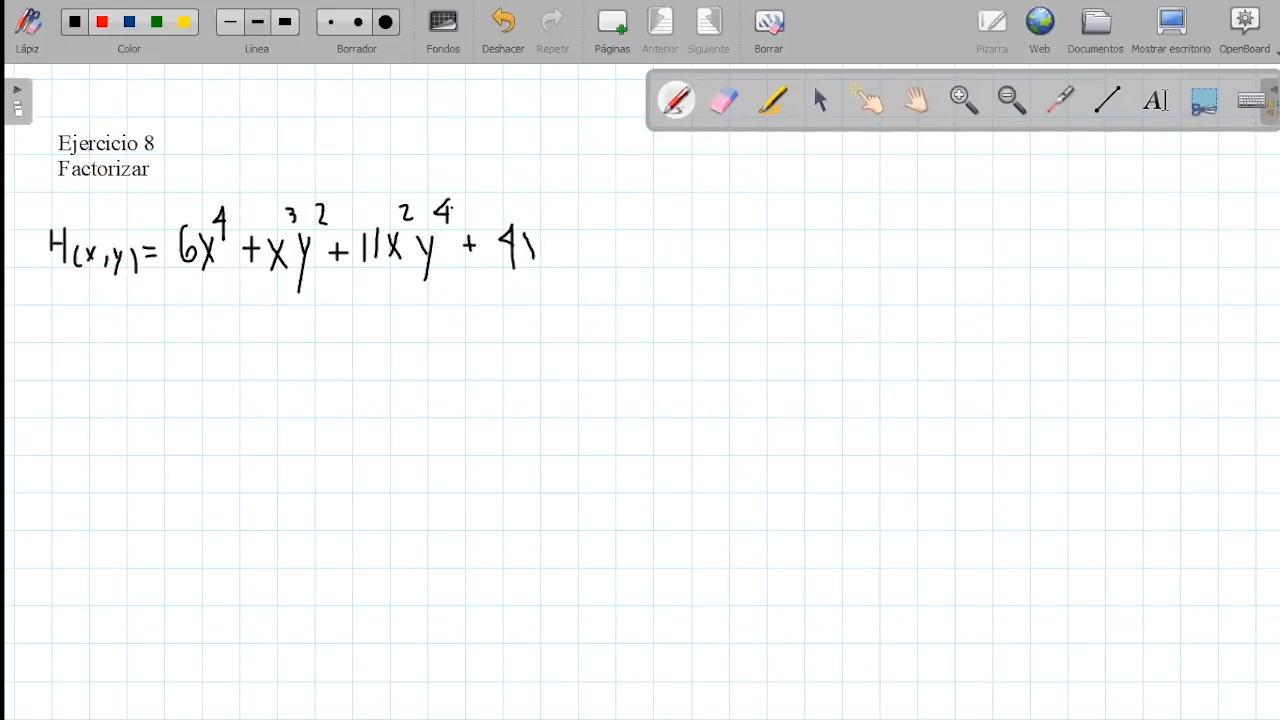 Lápiz Color Línea Borrador Fondos Deshacer Repetir Páginas Anterior Siguiente Borrar Pizarra Web Documentos Mostrar escritorio OpenBoard
Ejercicio 8
Factorizar
H(x,y) = 6x⁴ + x³y² + 11x²y⁴ + 4